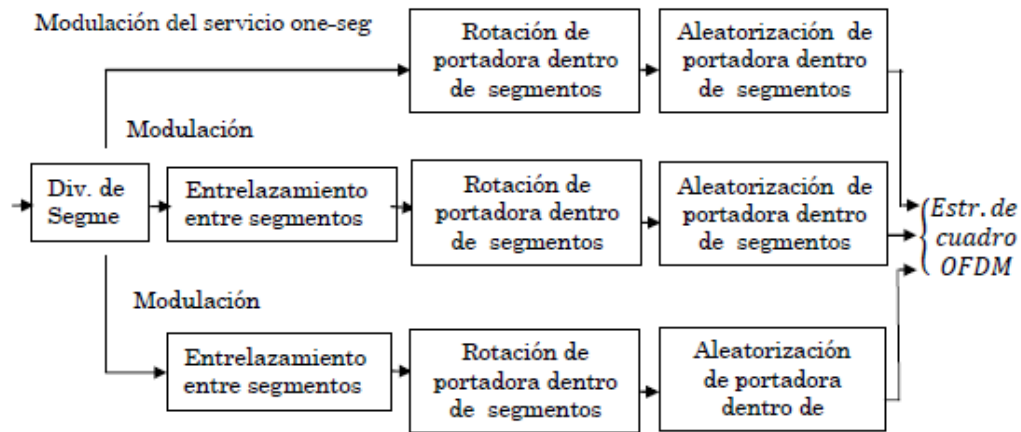 Modulación del servicio one-seg
Rotación de
portadora dentro
de segmentos
Aleatorización de
portadora dentro
de segmentos
Modulación
Div. de
Segme
Entrelazamiento
entre segmentos
Rotación de
portadora dentro
de segmentos
Aleatorización de
portadora dentro
de segmentos
Estr. de
cuadro
OFDM
Modulación
Entrelazamiento
entre segmentos
Rotación de
portadora dentro
de segmentos
Aleatorización
de portadora
dentro de